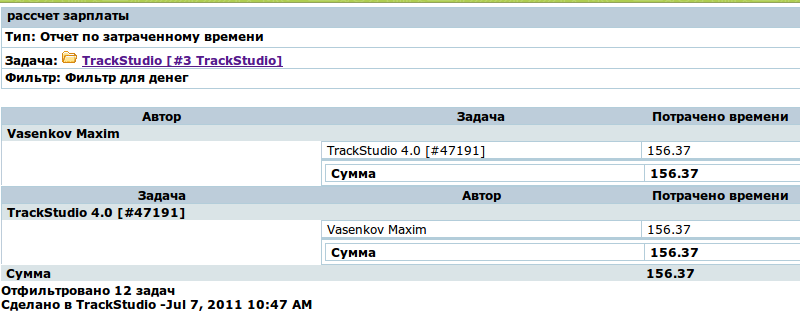 рассчет зарплаты
Тип: Отчет по затраченному времени
Задача: TrackStudio [#3 TrackStudio]
Фильтр: Фильтр для денег
Автор Задача Потрачено времени
Vasenkov Maxim
TrackStudio 4.0 [#47191] 156.37
Сумма 156.37
Задача Автор Потрачено времени
TrackStudio 4.0 [#47191]
Vasenkov Maxim 156.37
Сумма 156.37
Сумма 156.37
Отфильтровано 12 задач
Сделано в TrackStudio -Jul 7, 2011 10:47 AM